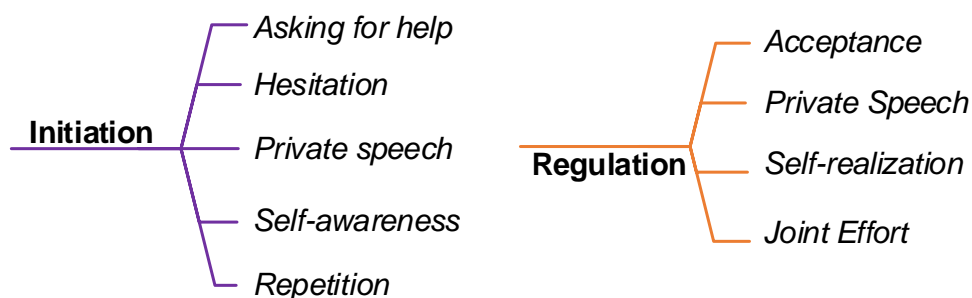 Initiation
Asking for help
Hesitation
Private speech
Self-awareness
Repetition
Regulation
Acceptance
Private Speech
Self-realization
Joint Effort